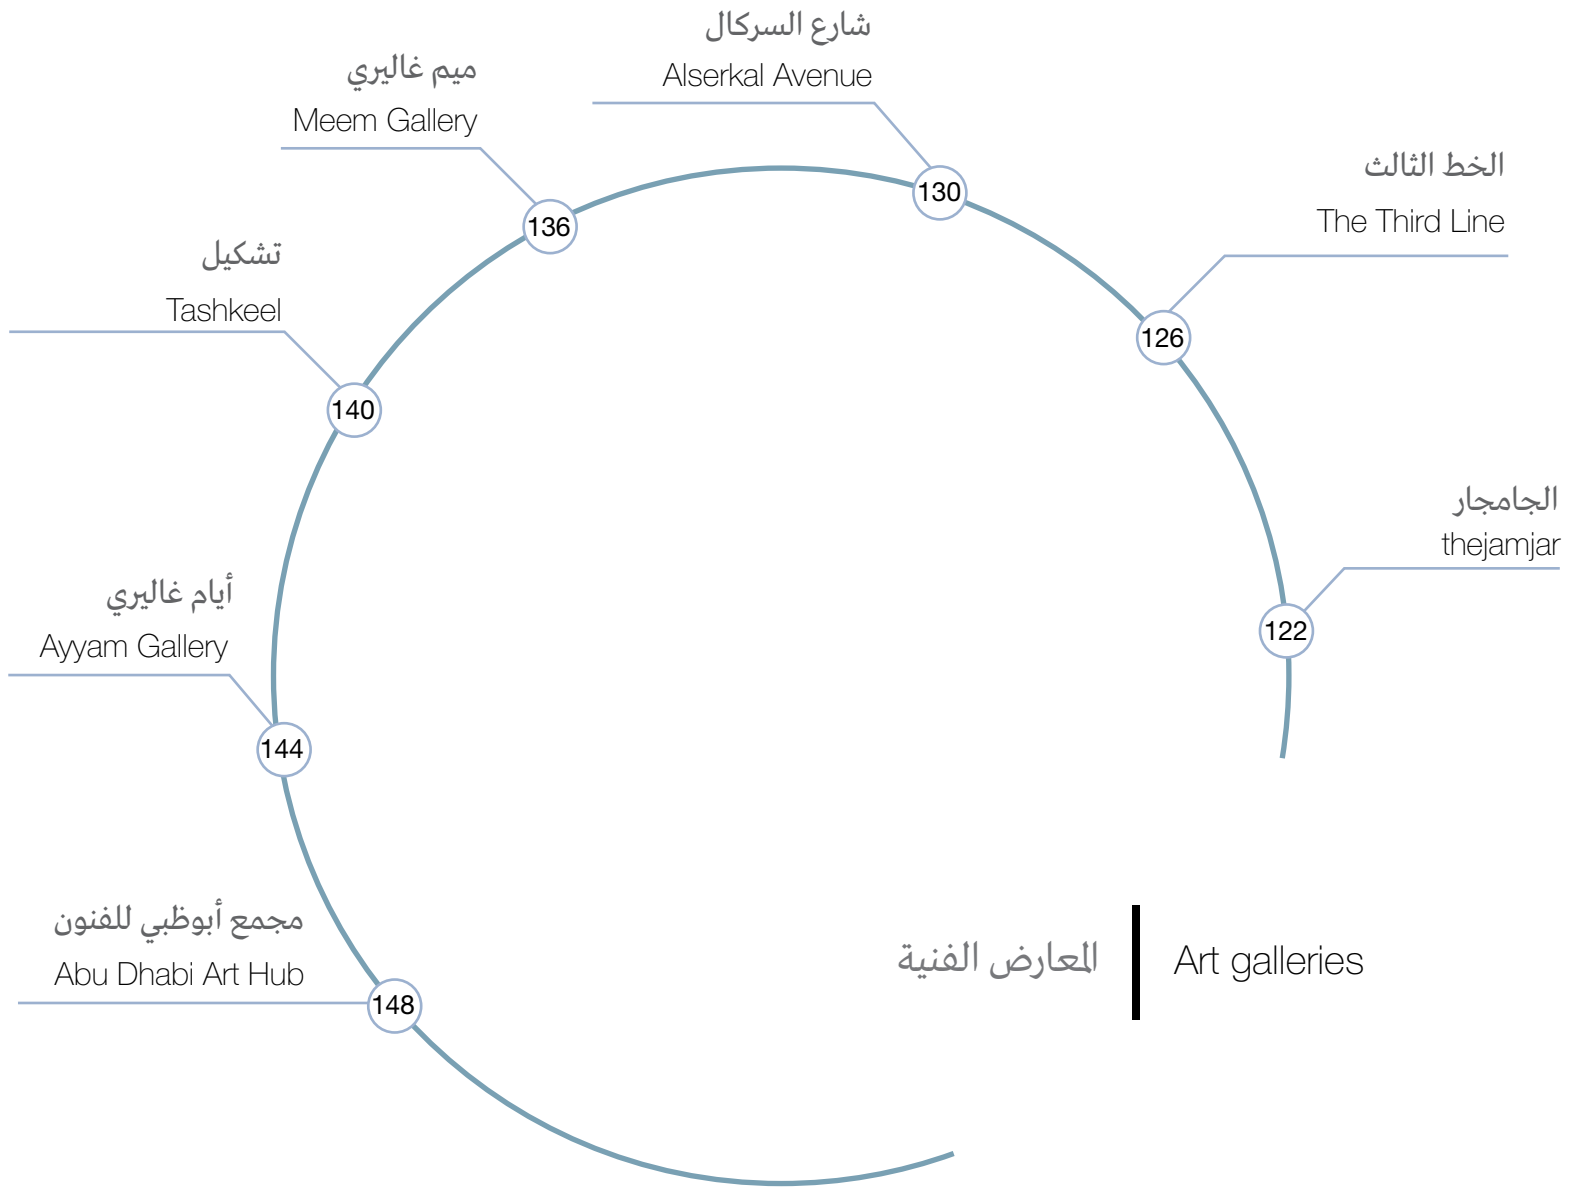 شارع السركال
Alserkal Avenue
130
ميم غاليري
Meem Gallery
136
الخط الثالث
The Third Line
126
تشكيل
Tashkeel
140
الجامجار
thejamjar
122
أيام غاليري
Ayyam Gallery
144
مجمع أبوظبي للفنون
Abu Dhabi Art Hub
148
المعارض الفنية
Art galleries